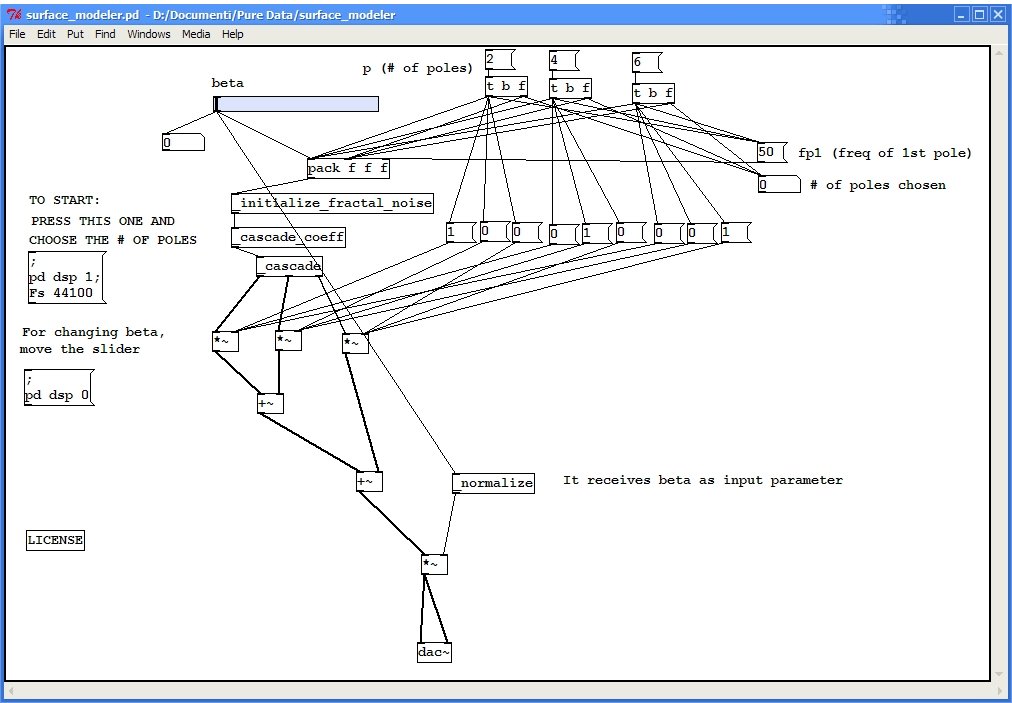 surface_modeler.pd - D:/Documenti/Pure Data/surface_modeler.pd
File Edit Put Find Windows Media Help
p (# of poles)
2 4 6
t b f t b f t b f
beta
0
50 fp1 (freq of 1st pole)
pack f f f
0 # of poles chosen
TO START:
PRESS THIS ONE AND
CHOOSE THE # OF POLES
;
pd dsp 1;
Fs 44100
initialize_fractal_noise
cascade_coeff
1 0 0 0 1 0 0 0 1
cascade
For changing beta,
move the slider
*~ *~ *~
;
pd dsp 0
+~
+~
normalize
It receives beta as input parameter
LICENSE
*~
dac~